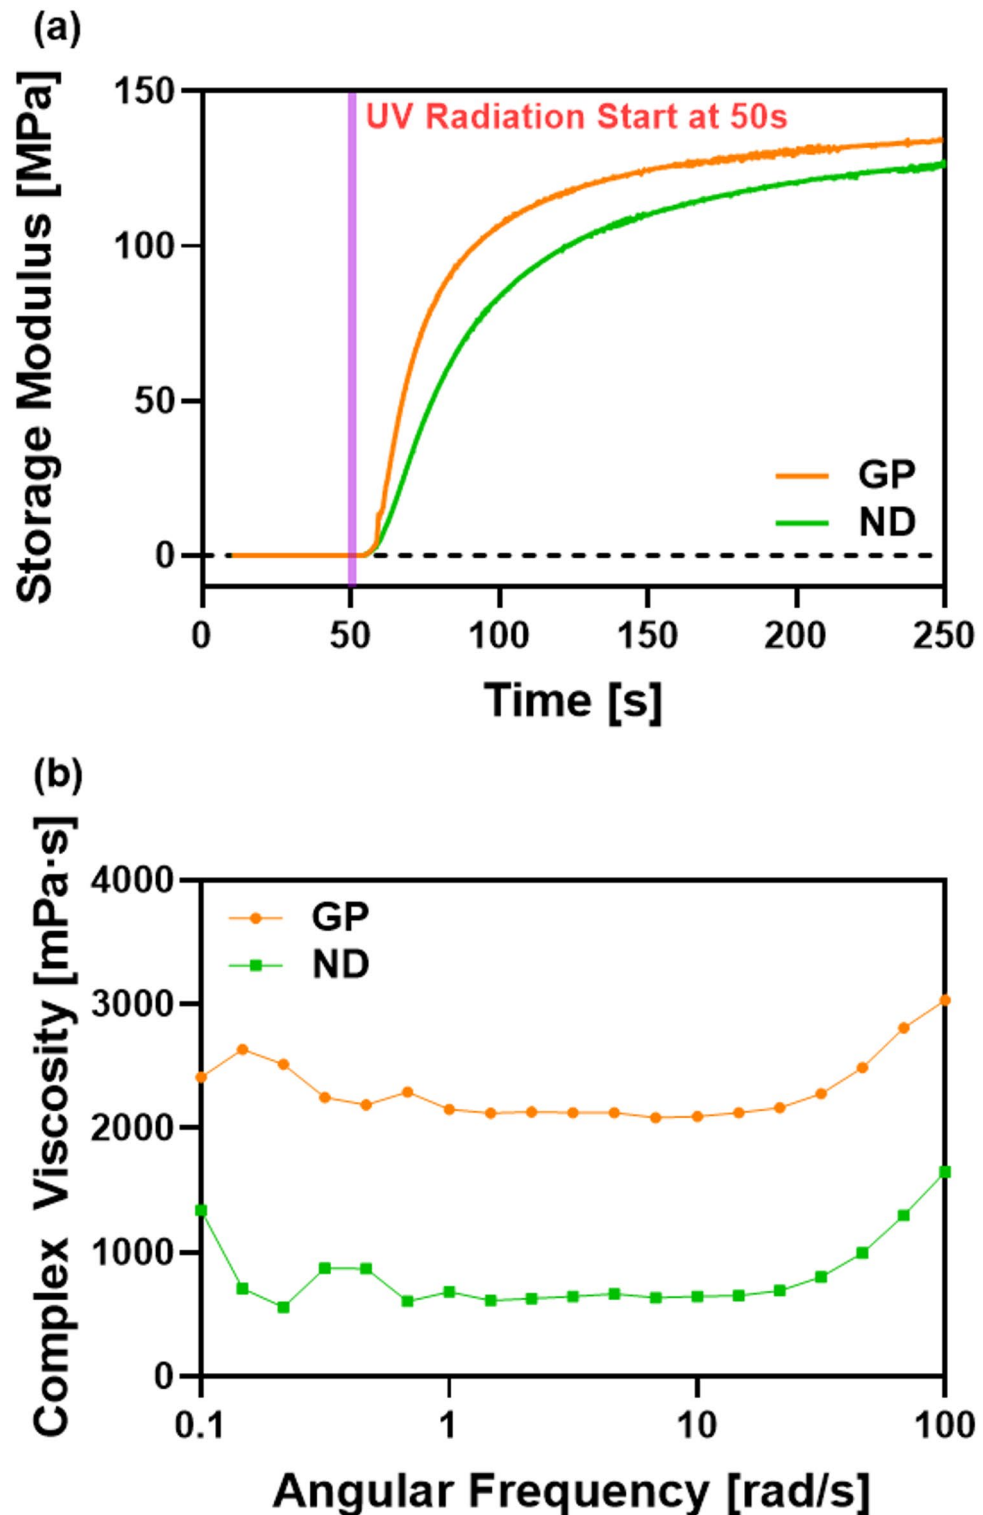 (a)
Storage Modulus [MPa]
150
100
50
0
UV Radiation Start at 50s
GP
ND
0 50 100 150 200 250
Time [s]
(b)
Complex Viscosity [mPa·s]
4000
3000
2000
1000
0
GP
ND
0.1 1 10 100
Angular Frequency [rad/s]